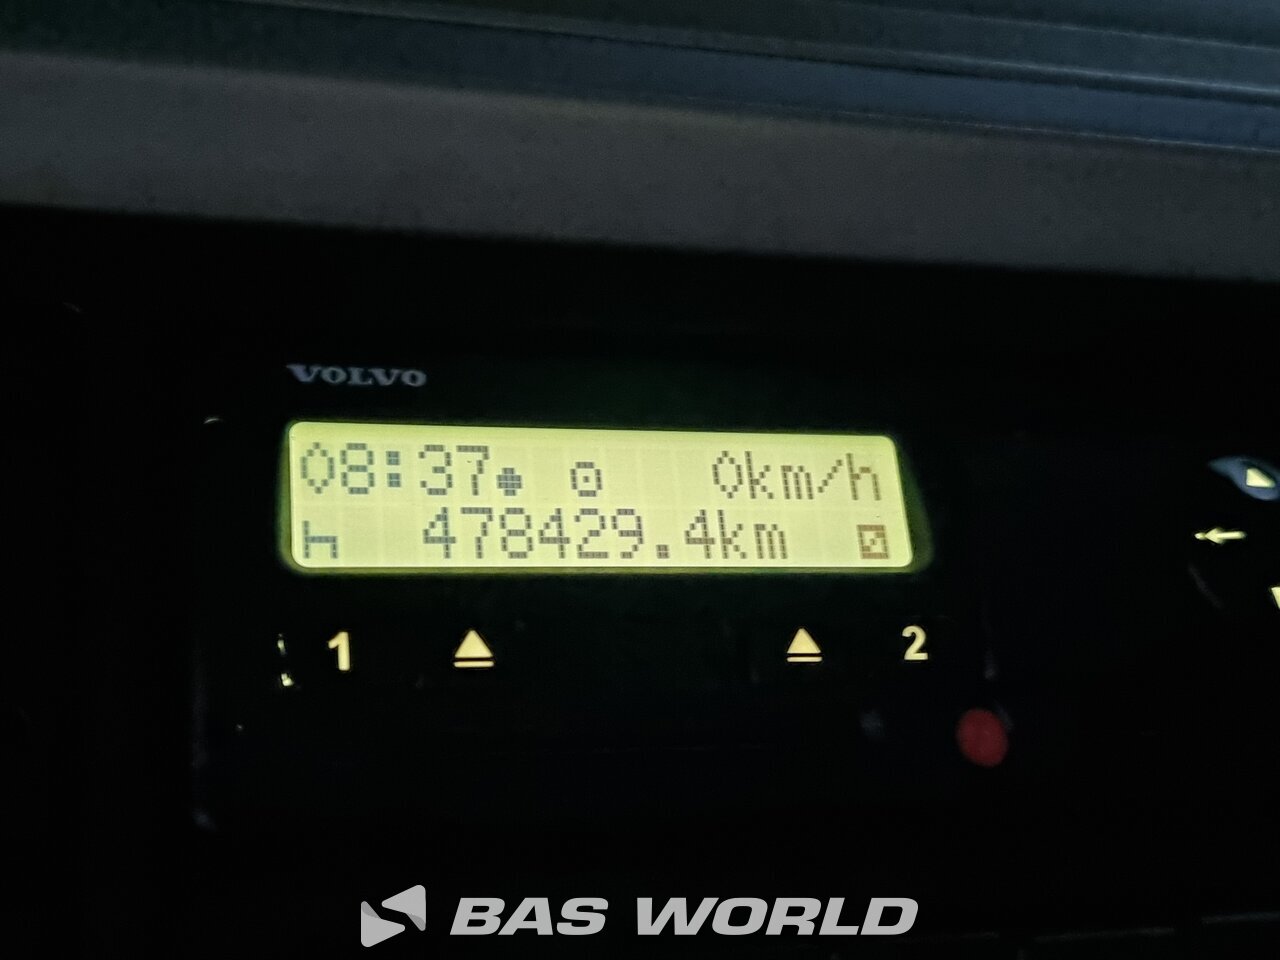 VOLVO
08:37 0km/h
478429.4km
1 2
BAS WORLD